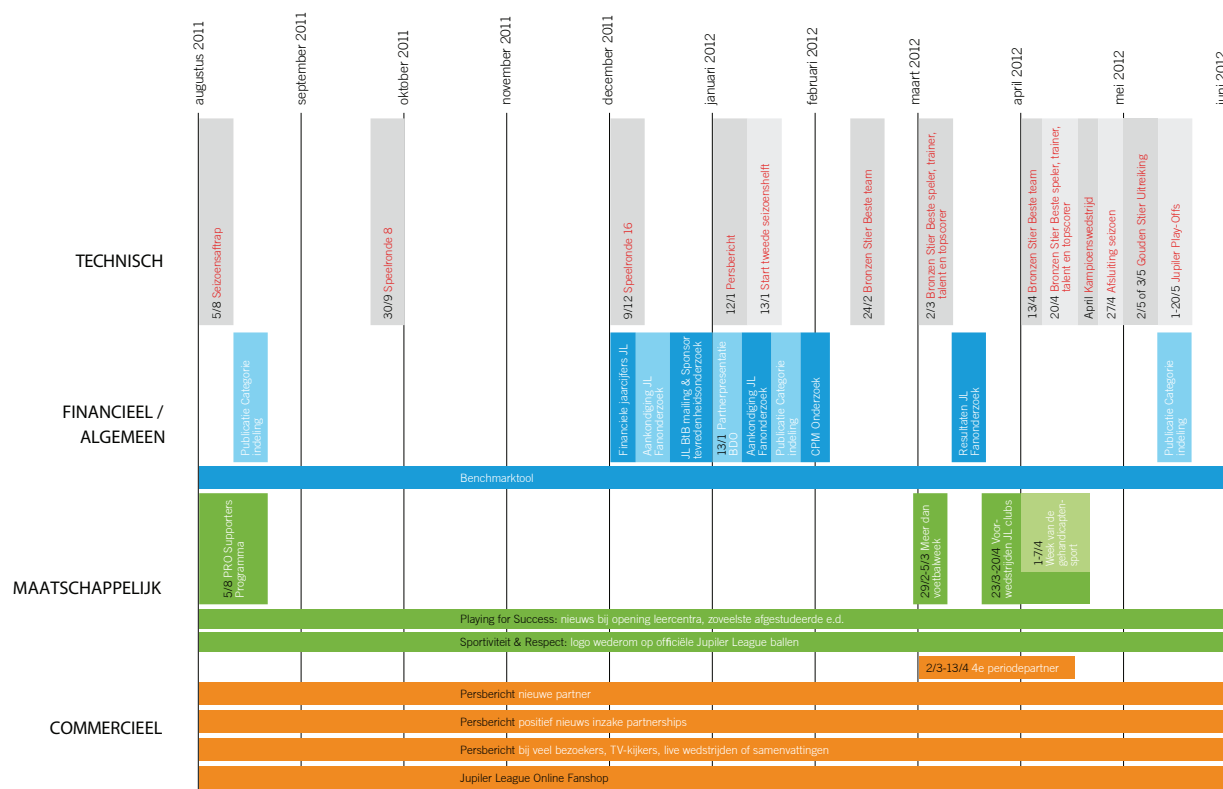 augustus 2011
september 2011
oktober 2011
november 2011
december 2011
januari 2012
februari 2012
maart 2012
april 2012
mei 2012
juni 2012
TECHNISCH
5/8 Seizoensaftrap
30/9 Speelronde 8
9/12 Speelronde 16
12/1 Persbericht
13/1 Start tweede seizoenshelft
24/2 Bronzen Stier Beste team
2/3 Bronzen Stier Beste speler, trainer,
talent en topscorer
13/4 Bronzen Stier Beste team
20/4 Bronzen Stier Beste speler, trainer,
talent en topscorer
April Kampioenswedstrijd
27/4 Afsluiting seizoen
2/5 of 3/5 Gouden Stier Uitreiking
1-20/5 Jupiler Play-Offs
FINANCIEEL /
ALGEMEEN
Publicatie Categorie
indeling
Financiele jaarcijfers JL
Aankondiging JL
Fanonderzoek
JL BtB mailing & Sponsor
tevredenheidsonderzoek
13/1 Partnerpresentatie
BDO
Aankondiging JL
Fanonderzoek
Publicatie Categorie
indeling
CPM Onderzoek
Resultaten JL
Fanonderzoek
Publicatie Categorie
indeling
Benchmarktool
MAATSCHAPPELIJK
5/8 PRO Supporters
Programma
29/2-5/3 Meer dan
voetbalweek
23/3-20/4 Voor-
wedstrijden JL clubs
1-7/4
Week van de
gehandicapten-
sport
Playing for Success: nieuws bij opening leercentra, zoveelste afgestudeerde e.d.
Sportiviteit & Respect: logo wederom op officiële Jupiler League ballen
COMMERCIEEL
2/3-13/4 4e periodepartner
Persbericht nieuwe partner
Persbericht positief nieuws inzake partnerships
Persbericht bij veel bezoekers, TV-kijkers, live wedstrijden of samenvattingen
Jupiler League Online Fanshop